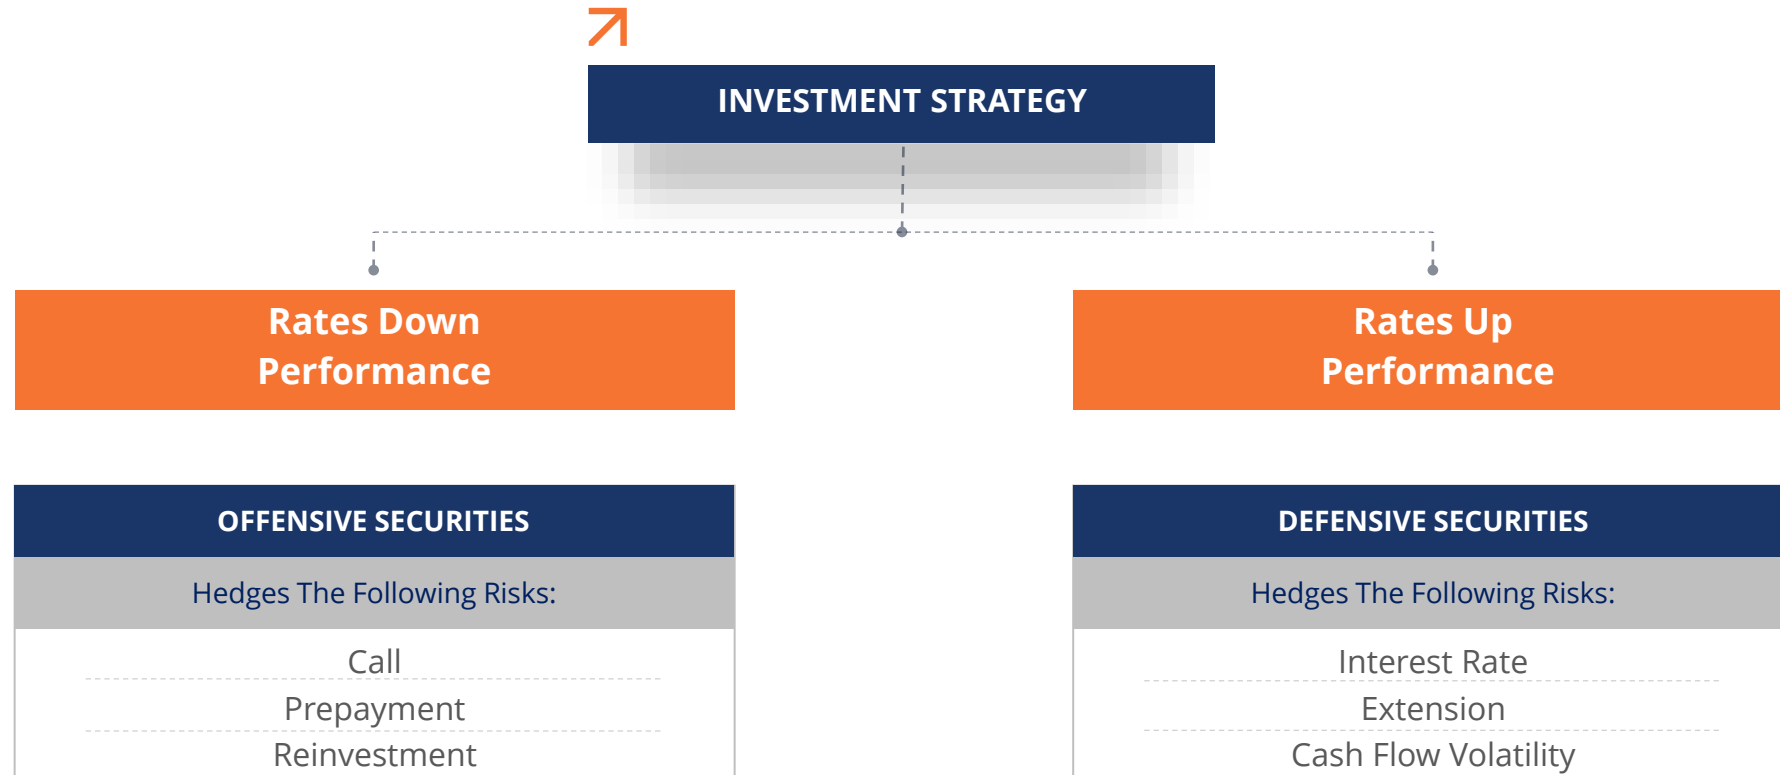 INVESTMENT STRATEGY
Rates Down
Performance
OFFENSIVE SECURITIES
Hedges The Following Risks:
Call
Prepayment
Reinvestment
Rates Up
Performance
DEFENSIVE SECURITIES
Hedges The Following Risks:
Interest Rate
Extension
Cash Flow Volatility